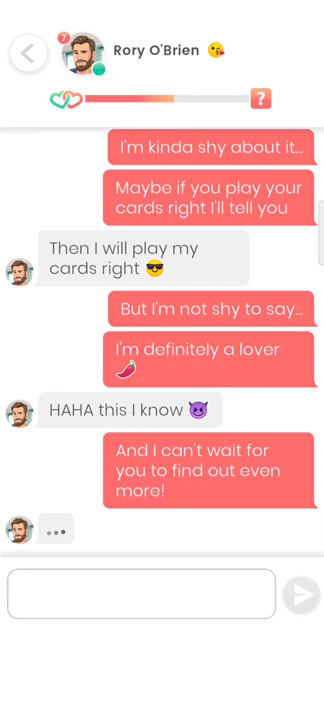 7
Rory O'Brien 😘
?
I'm kinda shy about it...
Maybe if you play your
cards right I'll tell you
Then I will play my
cards right 😎
But I'm not shy to say...
I'm definitely a lover
🌶️
HAHA this I know 😈
And I can't wait for
you to find out even
more!
...